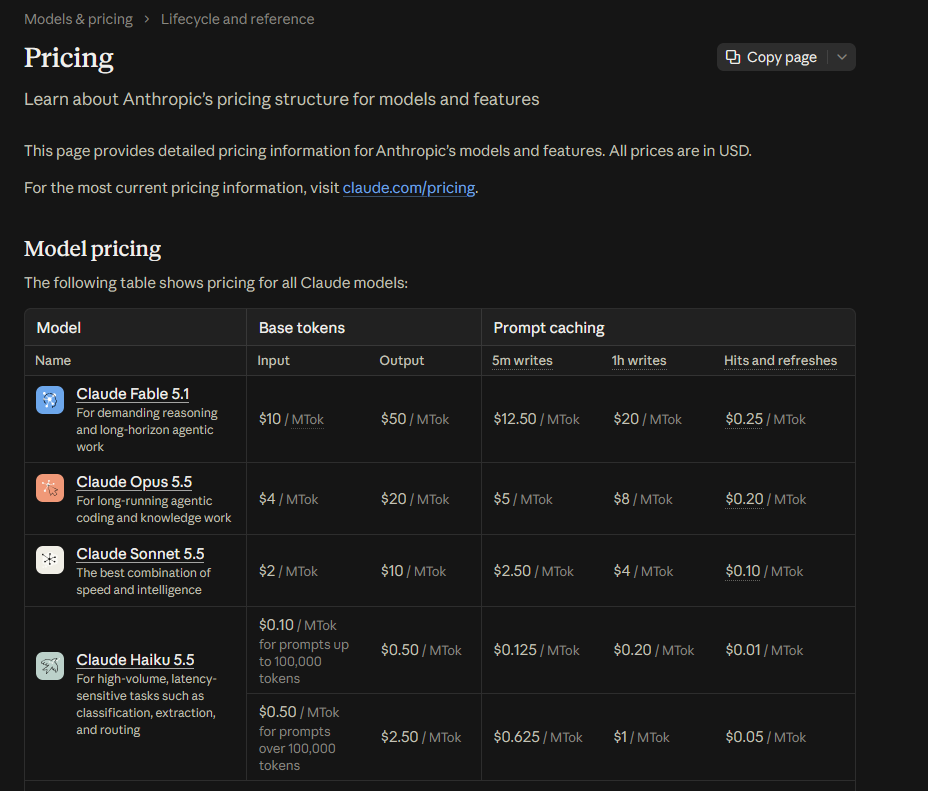 Models & pricing › Lifecycle and reference
Pricing
Copy page
Learn about Anthropic's pricing structure for models and features
This page provides detailed pricing information for Anthropic's models and features. All prices are in USD.
For the most current pricing information, visit claude.com/pricing.
Model pricing
The following table shows pricing for all Claude models:
Model Base tokens Prompt caching
Name Input Output 5m writes 1h writes Hits and refreshes
Claude Fable 5.1
For demanding reasoning
and long-horizon agentic
work
$10 / MTok $50 / MTok $12.50 / MTok $20 / MTok $0.25 / MTok
Claude Opus 5.5
For long-running agentic
coding and knowledge work
$4 / MTok $20 / MTok $5 / MTok $8 / MTok $0.20 / MTok
Claude Sonnet 5.5
The best combination of
speed and intelligence
$2 / MTok $10 / MTok $2.50 / MTok $4 / MTok $0.10 / MTok
Claude Haiku 5.5
For high-volume, latency-
sensitive tasks such as
classification, extraction,
and routing
$0.10 / MTok
for prompts up
to 100,000
tokens
$0.50 / MTok $0.125 / MTok $0.20 / MTok $0.01 / MTok
$0.50 / MTok
for prompts
over 100,000
tokens
$2.50 / MTok $0.625 / MTok $1 / MTok $0.05 / MTok